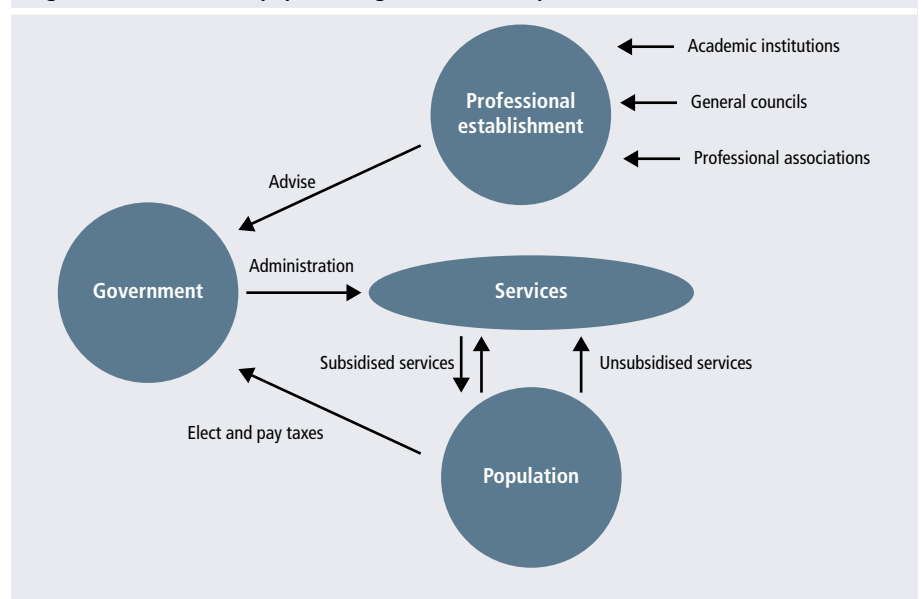 Professional
establishment
Academic institutions
General councils
Professional associations
Advise
Government
Administration
Services
Subsidised services
Unsubsidised services
Elect and pay taxes
Population